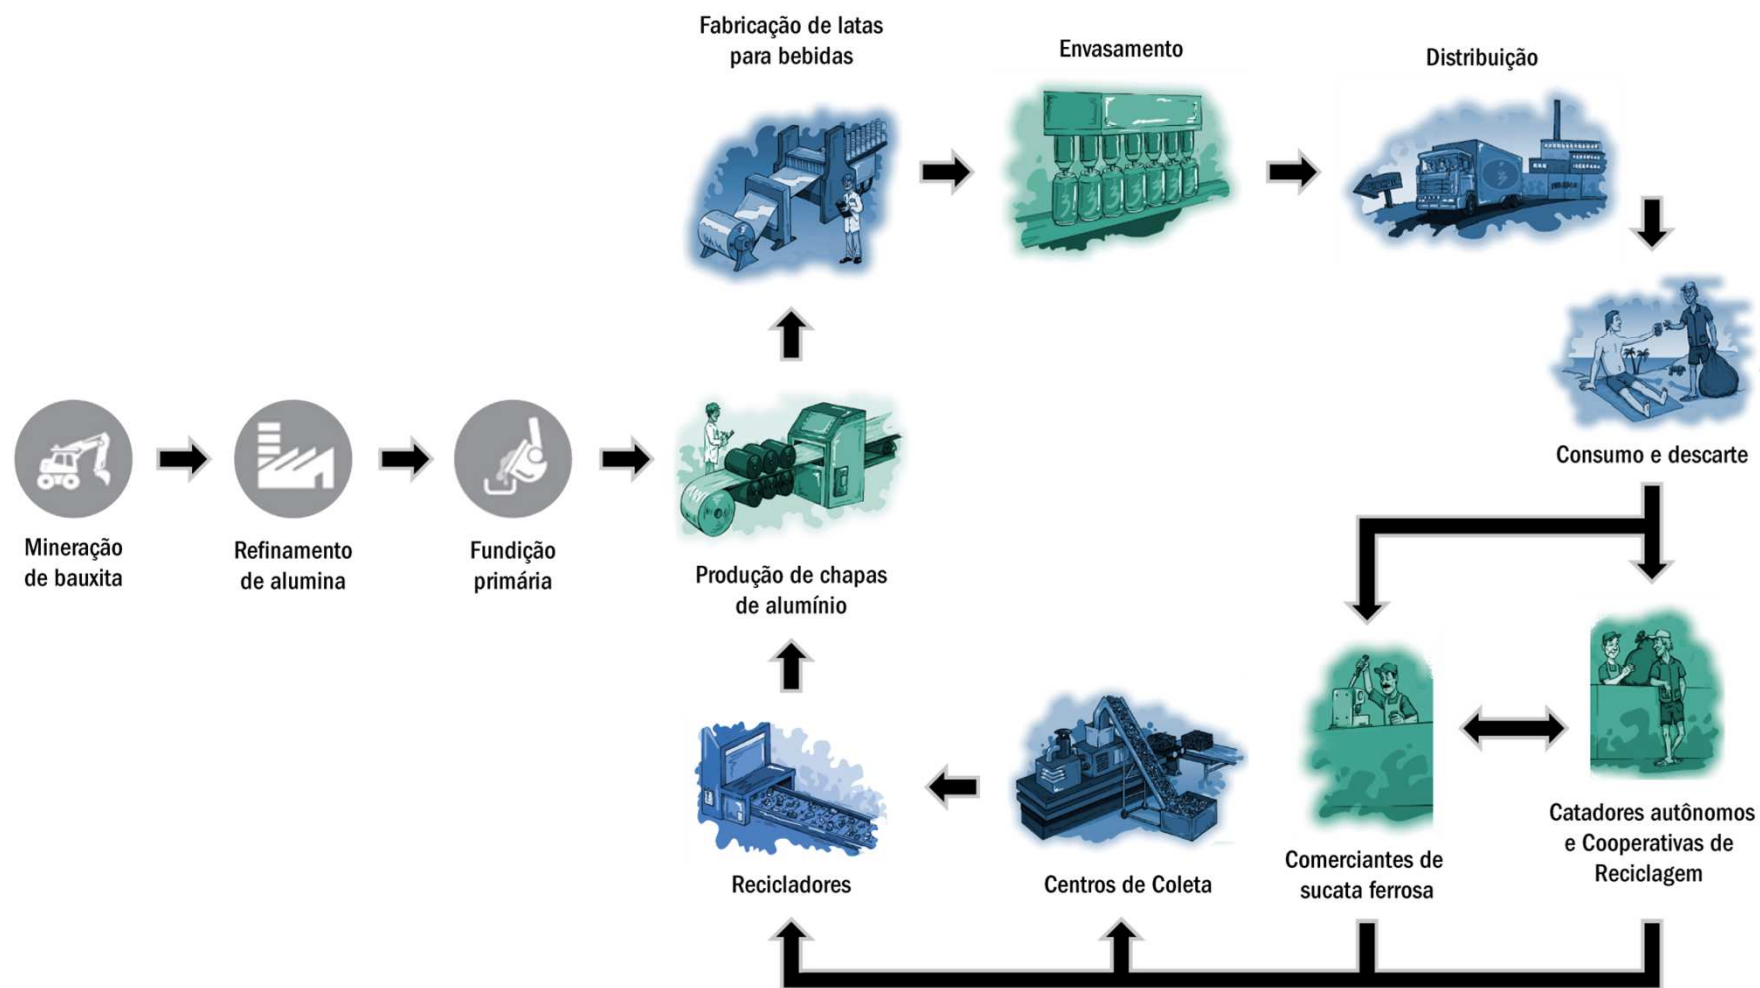 Fabricação de latas
para bebidas
Envasamento
Distribuição
Consumo e descarte
Mineração
de bauxita
Refinamento
de alumina
Fundição
primária
Produção de chapas
de alumínio
Recicladores
Centros de Coleta
Comerciantes de
sucata ferrosa
Catadores autônomos
e Cooperativas de
Reciclagem